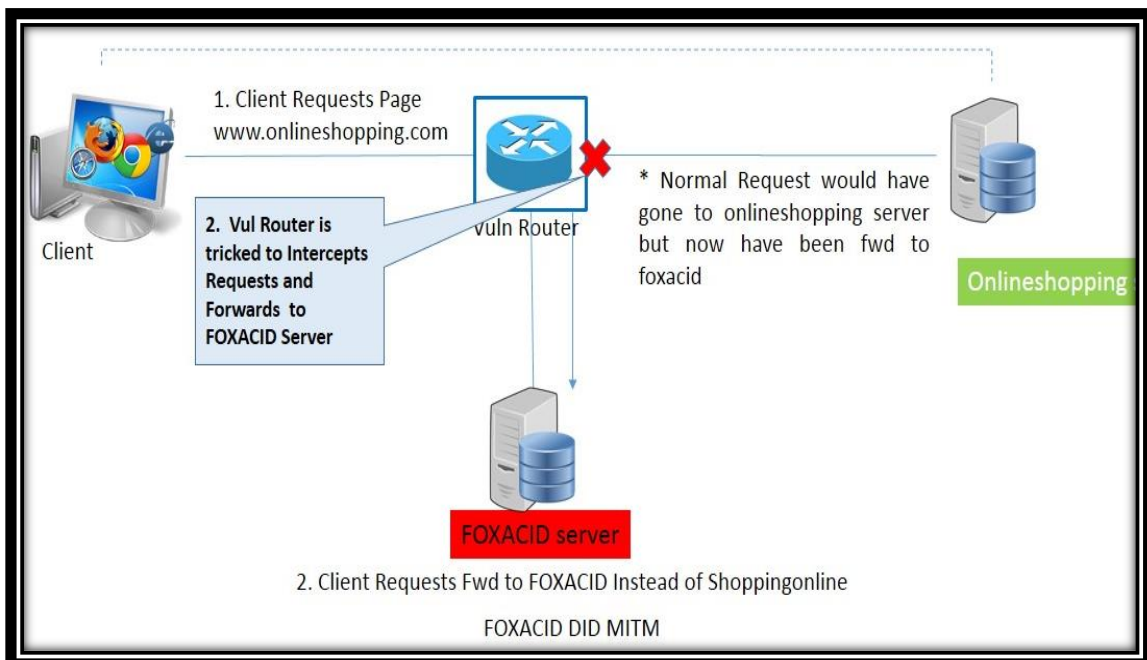 1. Client Requests Page
www.onlineshopping.com
Client
2. Vul Router is
tricked to Intercepts
Requests and
Forwards to
FOXACID Server
Vuln Router
* Normal Request would have
gone to onlineshopping server
but now have been fwd to
foxacid
Onlineshopping
FOXACID server
2. Client Requests Fwd to FOXACID Instead of Shoppingonline
FOXACID DID MITM